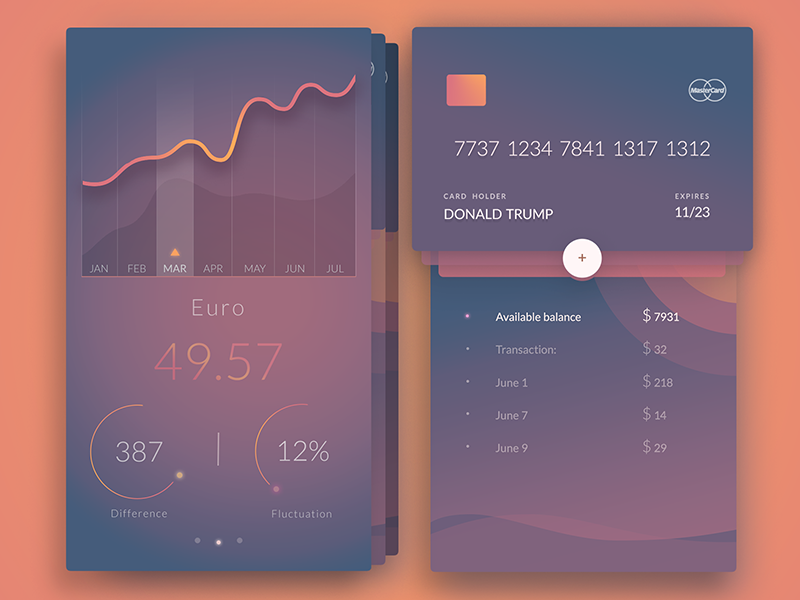 JAN FEB MAR APR MAY JUN JUL
Euro
49.57
387
12%
Difference
Fluctuation
MasterCard
7737 1234 7841 1317 1312
CARD HOLDER
EXPIRES
DONALD TRUMP
11/23
+
Available balance $ 7931
Transaction: $ 32
June 1 $ 218
June 7 $ 14
June 9 $ 29